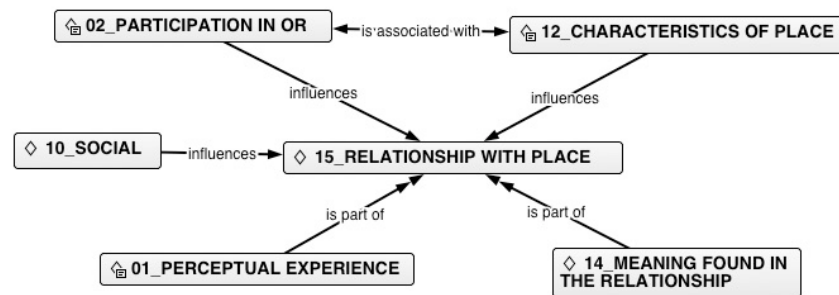 02_PARTICIPATION IN OR
is associated with
12_CHARACTERISTICS OF PLACE
influences
influences
10_SOCIAL
influences
15_RELATIONSHIP WITH PLACE
is part of
is part of
01_PERCEPTUAL EXPERIENCE
14_MEANING FOUND IN
THE RELATIONSHIP